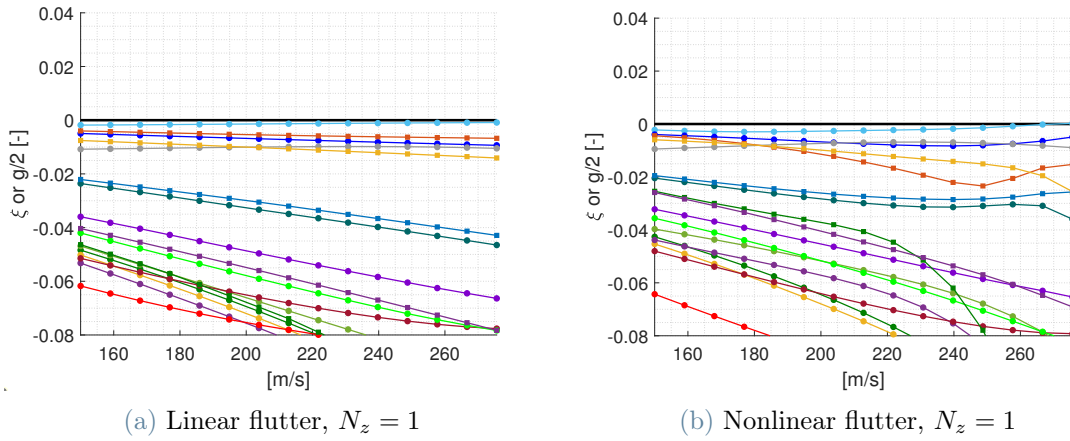 0.04
0.02
0
-0.02
-0.04
-0.06
-0.08
ξ or g/2 [-]
160 180 200 220 240 260
[m/s]
(a) Linear flutter, N_z = 1
0.04
0.02
0
-0.02
-0.04
-0.06
-0.08
ξ or g/2 [-]
160 180 200 220 240 260
[m/s]
(b) Nonlinear flutter, N_z = 1